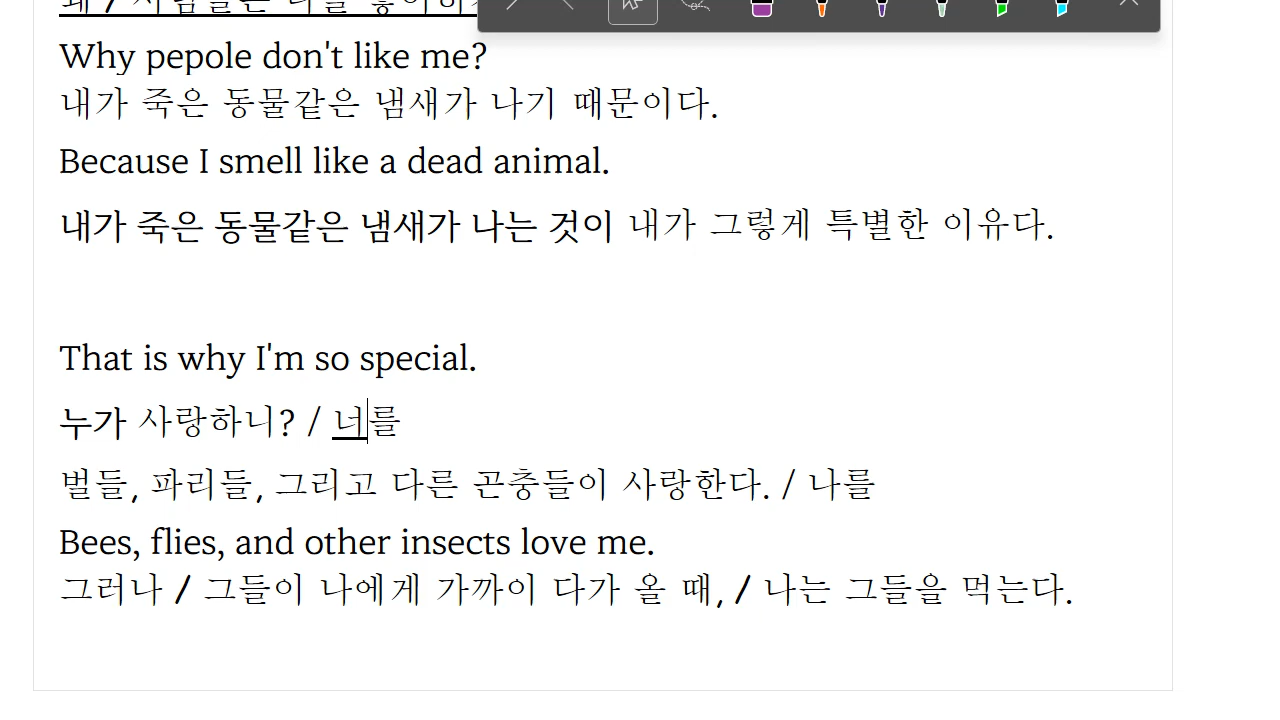 Why pepole don't like me?
내가 죽은 동물같은 냄새가 나기 때문이다.
Because I smell like a dead animal.
내가 죽은 동물같은 냄새가 나는 것이 내가 그렇게 특별한 이유다.
That is why I'm so special.
누가 사랑하니? / 너를
벌들, 파리들, 그리고 다른 곤충들이 사랑한다. / 나를
Bees, flies, and other insects love me.
그러나 / 그들이 나에게 가까이 다가 올 때, / 나는 그들을 먹는다.